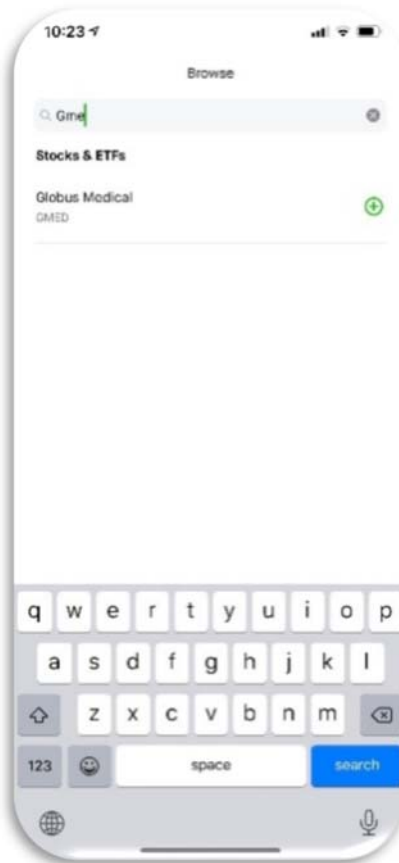 10:23
Browse
Gme
Stocks & ETFs
Globus Medical
GMED
q w e r t y u i o p
a s d f g h j k l
z x c v b n m
123 space search